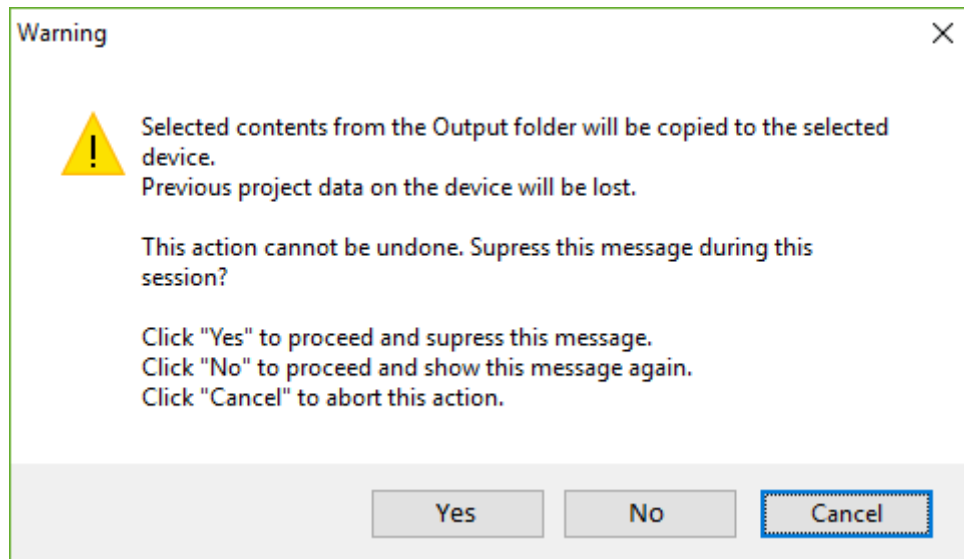 Warning
Selected contents from the Output folder will be copied to the selected
device.
Previous project data on the device will be lost.
This action cannot be undone. Supress this message during this
session?
Click "Yes" to proceed and supress this message.
Click "No" to proceed and show this message again.
Click "Cancel" to abort this action.
Yes No Cancel